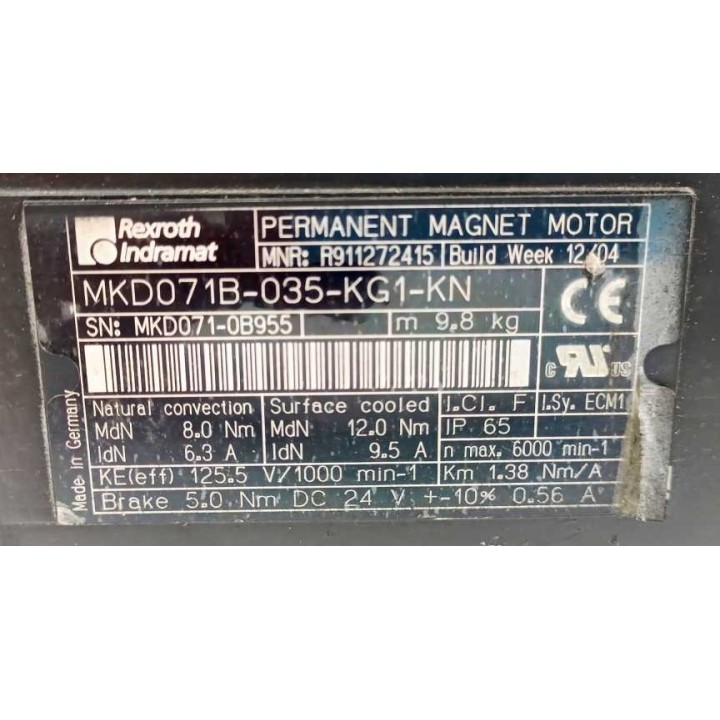 Rexroth
Indramat
PERMANENT MAGNET MOTOR
MNR: R911272415 Build Week 12/04
MKD071B-035-KG1-KN
SN: MKD071-0B955 m 9.8 kg
CE
C UR US
Made in Germany
Natural convection Surface cooled I.Cl. F I.Sy. ECM1
MdN 8.0 Nm MdN 12.0 Nm IP 65
IdN 6.3 A IdN 9.5 A n max. 6000 min-1
KE(eff) 125.5 V/1000 min-1 Km 1.38 Nm/A
Brake 5.0 Nm DC 24 V +-10% 0.56 A